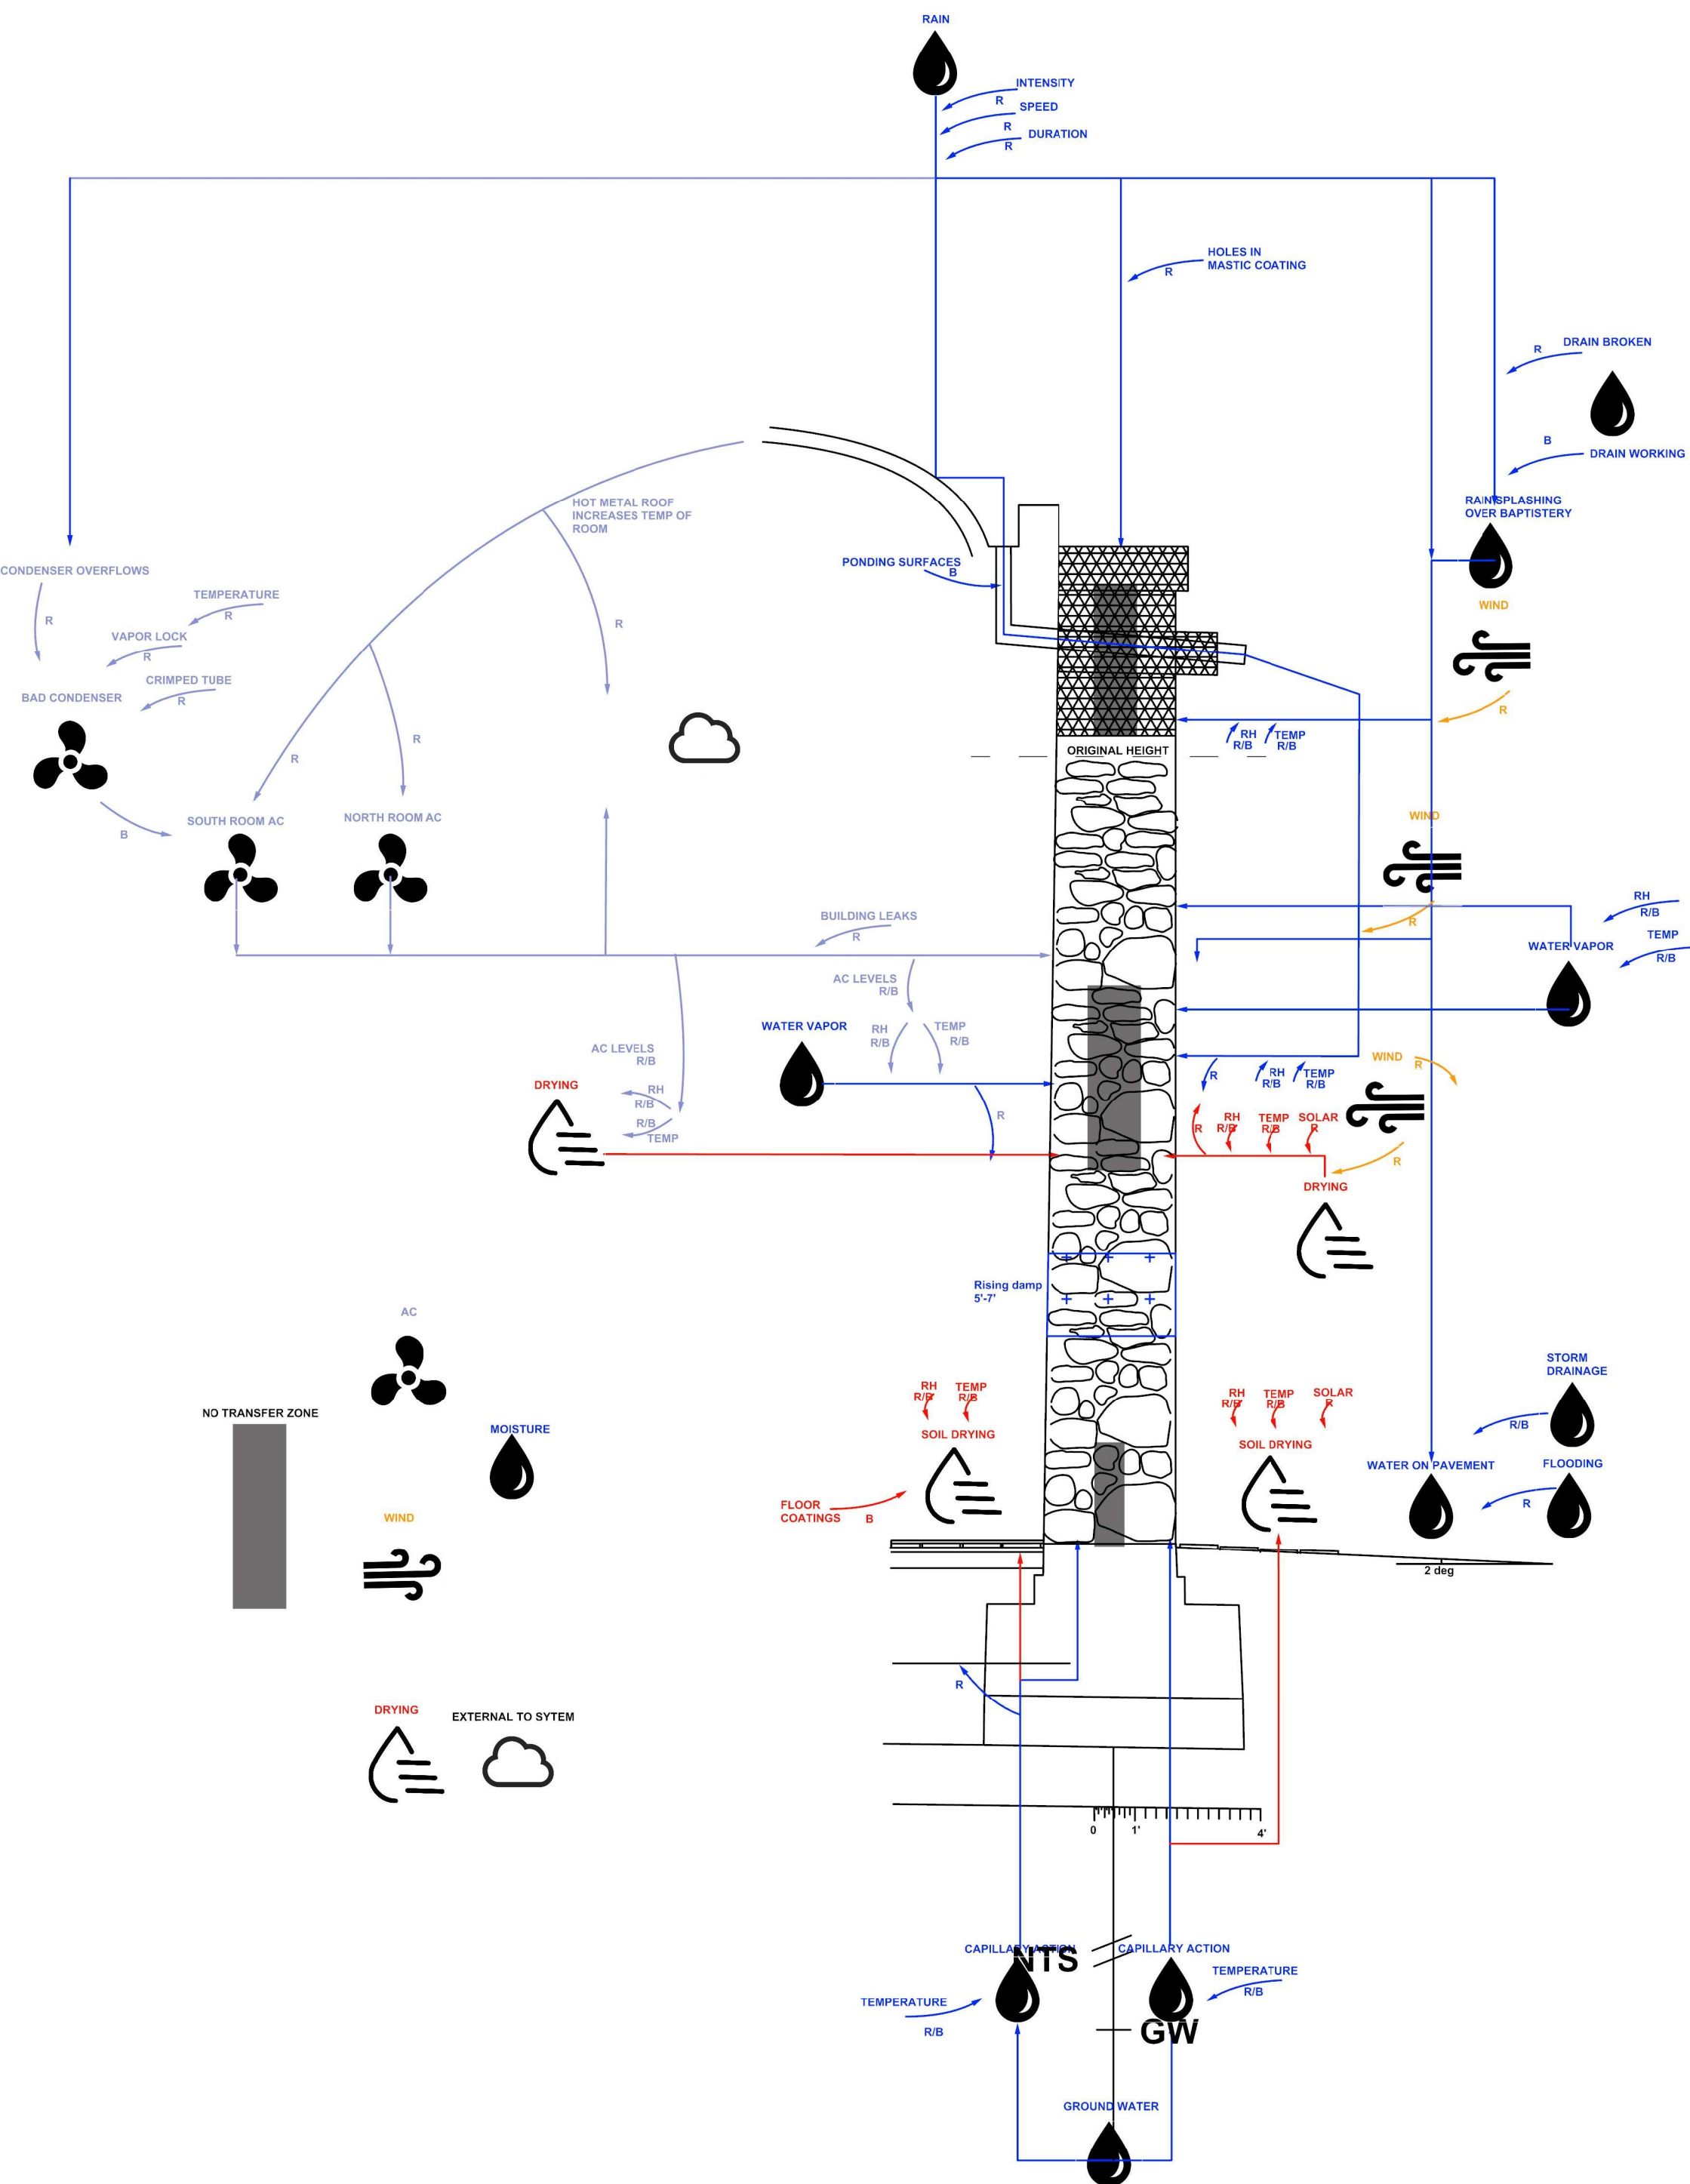 RAIN
INTENSITY
R
SPEED
R
DURATION
R
HOLES IN
MASTIC COATING
R
DRAIN BROKEN
R
B
DRAIN WORKING
RAIN SPLASHING
OVER BAPTISTERY
HOT METAL ROOF
INCREASES TEMP OF
ROOM
PONDING SURFACES
B
CONDENSER OVERFLOWS
R
TEMPERATURE
R
VAPOR LOCK
R
CRIMPED TUBE
R
BAD CONDENSER
B
R
R
R
WIND
R
RH
R/B
TEMP
R/B
ORIGINAL HEIGHT
SOUTH ROOM AC
NORTH ROOM AC
WIND
R
RH
R/B
TEMP
R/B
WATER VAPOR
BUILDING LEAKS
R
AC LEVELS
R/B
WATER VAPOR
RH
R/B
TEMP
R/B
AC LEVELS
R/B
DRYING
RH
R/B
R/B
TEMP
R
WIND
R
R
RH
R/B
TEMP
R/B
R
RH
R/B
TEMP
R/B
SOLAR
R
R
DRYING
Rising damp
5'-7'
AC
NO TRANSFER ZONE
MOISTURE
WIND
DRYING
EXTERNAL TO SYTEM
RH
R/B
TEMP
R/B
SOIL DRYING
FLOOR
COATINGS
B
RH
R/B
TEMP
R/B
SOLAR
R
SOIL DRYING
STORM
DRAINAGE
R/B
WATER ON PAVEMENT
FLOODING
R
2 deg
R
0
1'
4'
CAPILLARY ACTION
NTS
CAPILLARY ACTION
TEMPERATURE
R/B
TEMPERATURE
R/B
GW
GROUND WATER